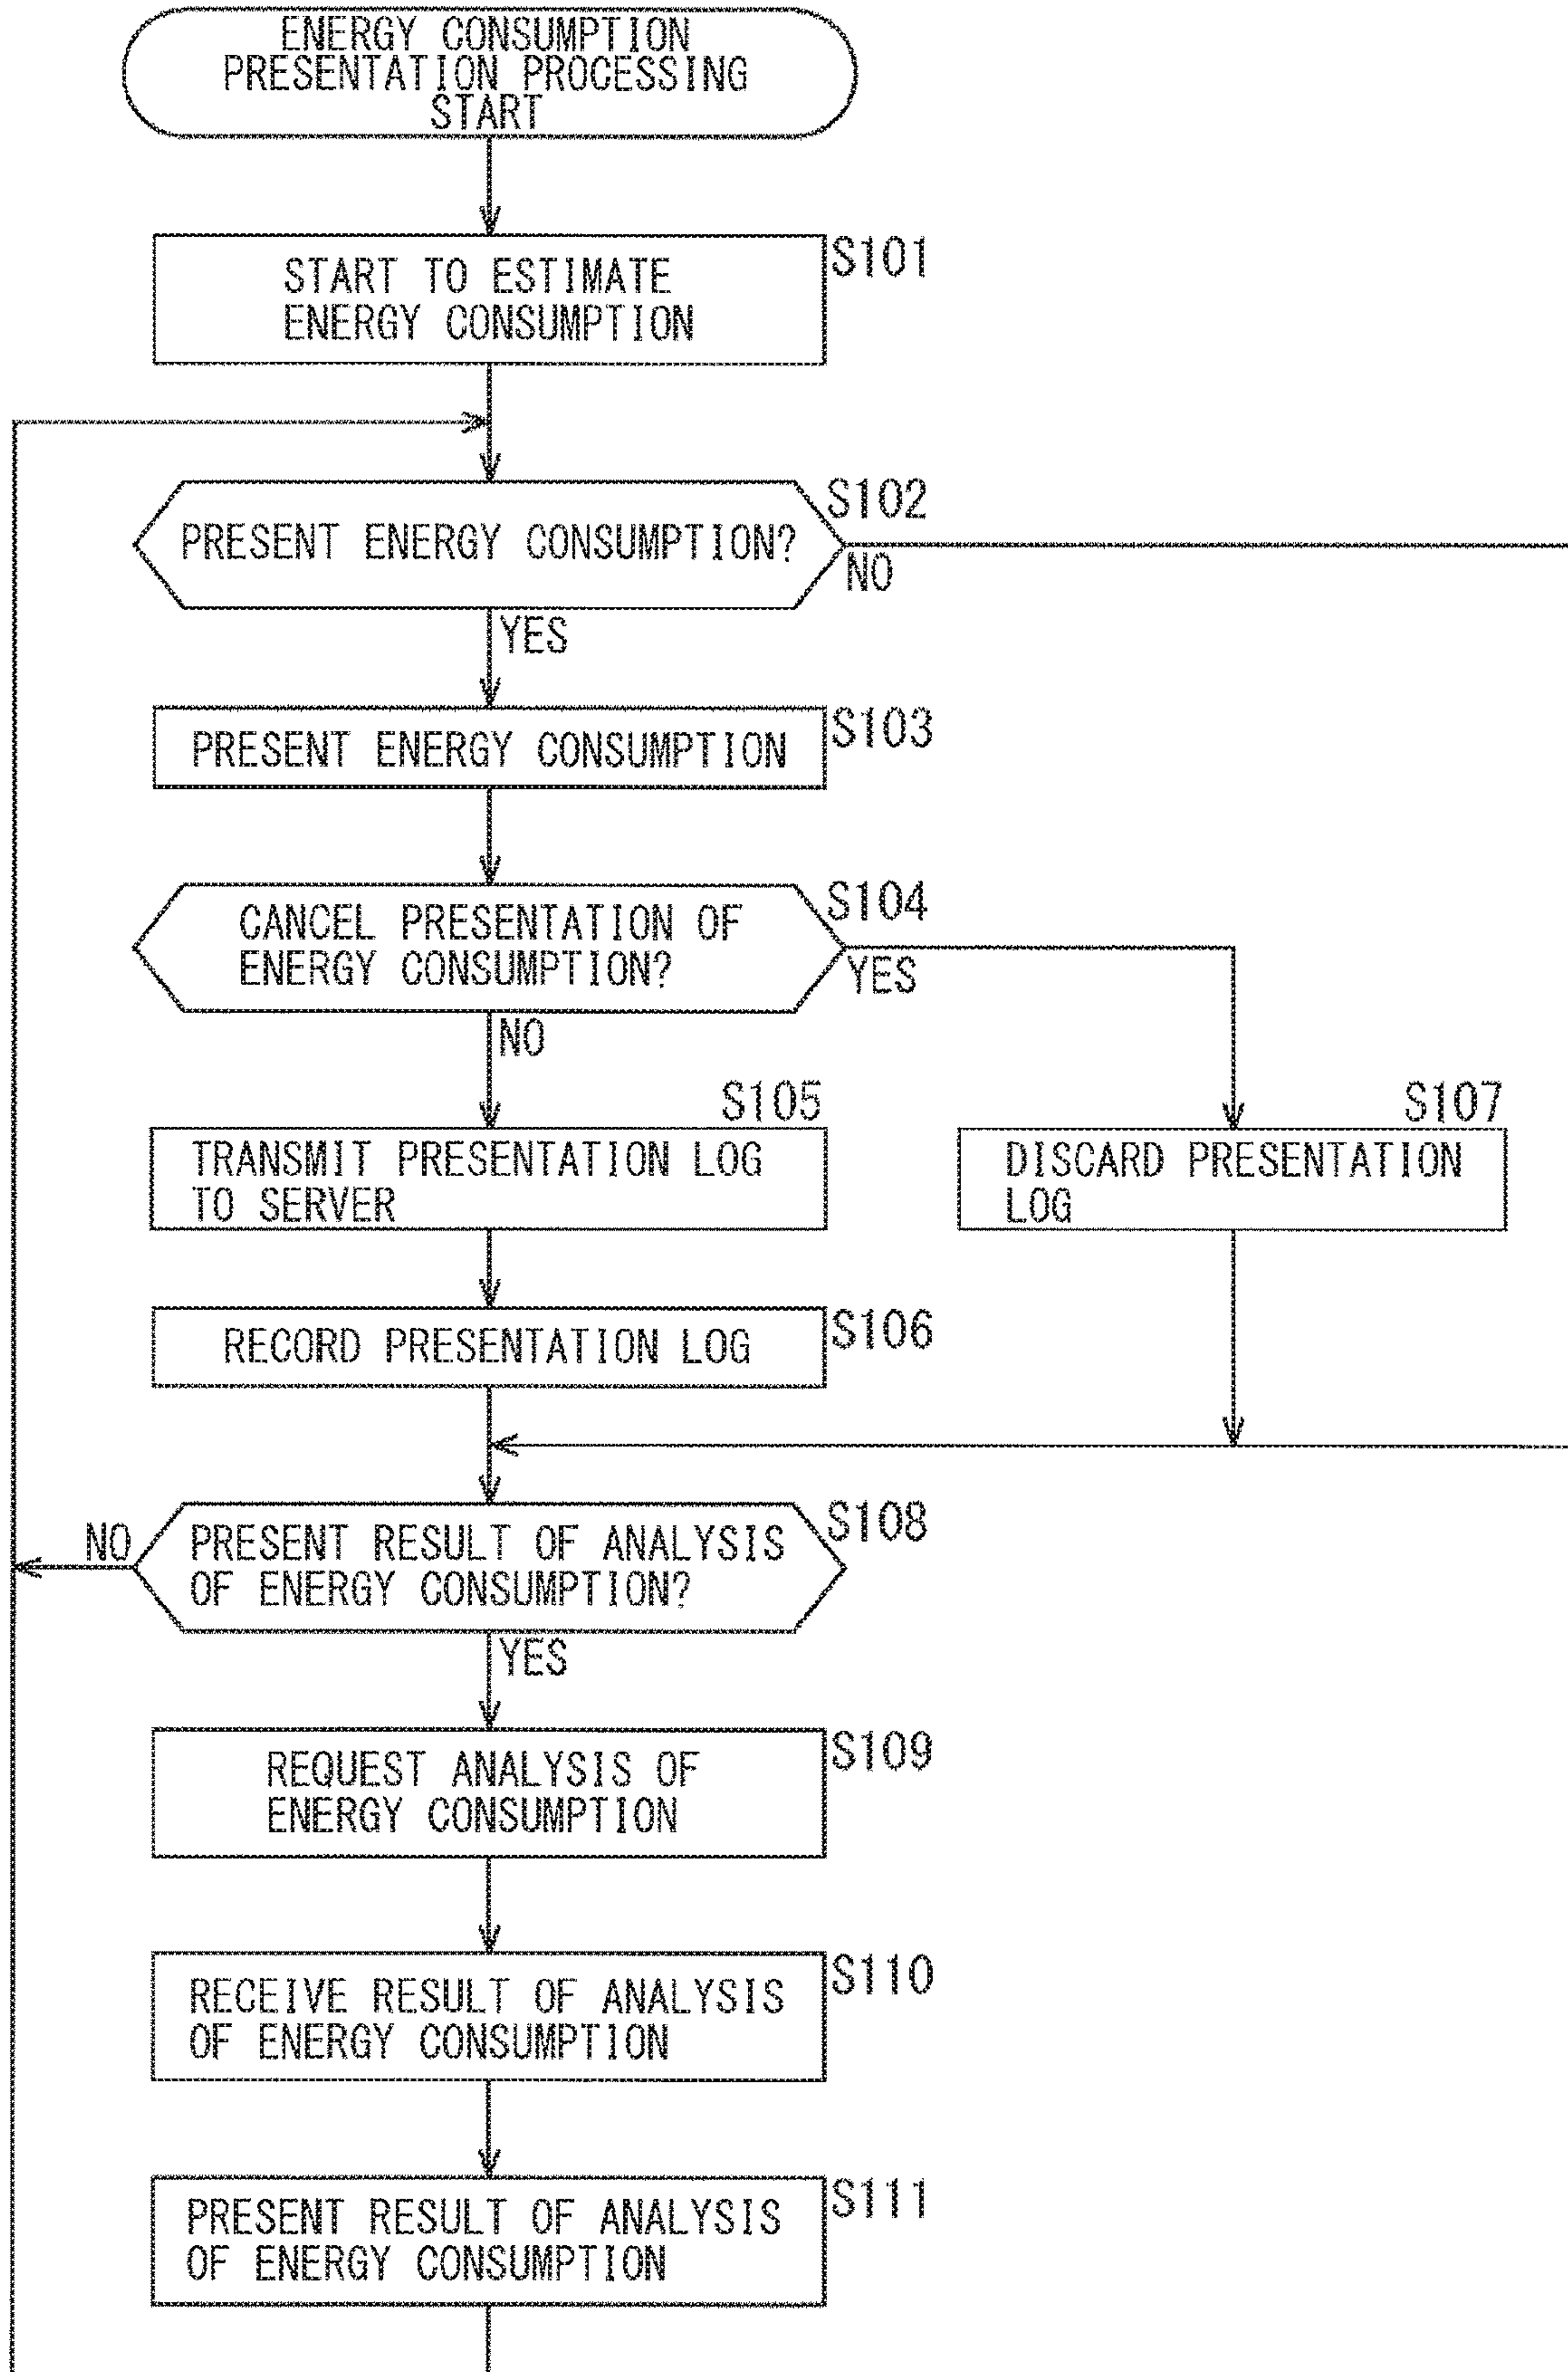 ENERGY CONSUMPTION
PRESENTATION PROCESSING
START
S101
START TO ESTIMATE
ENERGY CONSUMPTION
S102
PRESENT ENERGY CONSUMPTION?
NO
YES
S103
PRESENT ENERGY CONSUMPTION
S104
CANCEL PRESENTATION OF
ENERGY CONSUMPTION?
YES
NO
S105
TRANSMIT PRESENTATION LOG
TO SERVER
S107
DISCARD PRESENTATION
LOG
S106
RECORD PRESENTATION LOG
S108
NO
PRESENT RESULT OF ANALYSIS
OF ENERGY CONSUMPTION?
YES
S109
REQUEST ANALYSIS OF
ENERGY CONSUMPTION
S110
RECEIVE RESULT OF ANALYSIS
OF ENERGY CONSUMPTION
S111
PRESENT RESULT OF ANALYSIS
OF ENERGY CONSUMPTION